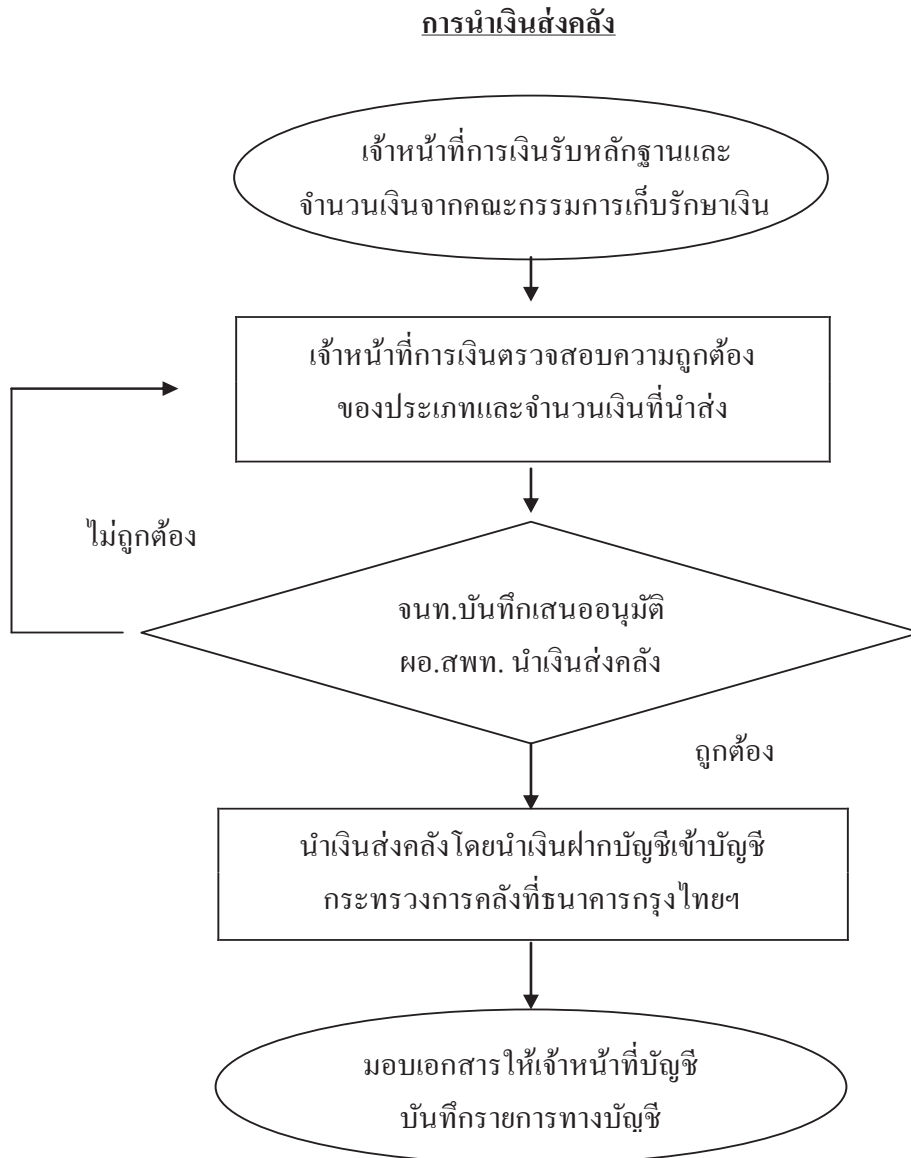 การนำเงินส่งคลัง
เจ้าหน้าที่การเงินรับหลักฐานและ
จำนวนเงินจากคณะกรรมการเก็บรักษาเงิน
เจ้าหน้าที่การเงินตรวจสอบความถูกต้อง
ของประเภทและจำนวนเงินที่นำส่ง
ไม่ถูกต้อง
จนท.บันทึกเสนออนุมัติ
ผอ.สพท. นำเงินส่งคลัง
ถูกต้อง
นำเงินส่งคลังโดยนำเงินฝากบัญชีเข้าบัญชี
กระทรวงการคลังที่ธนาคารกรุงไทยฯ
มอบเอกสารให้เจ้าหน้าที่บัญชี
บันทึกรายการทางบัญชี